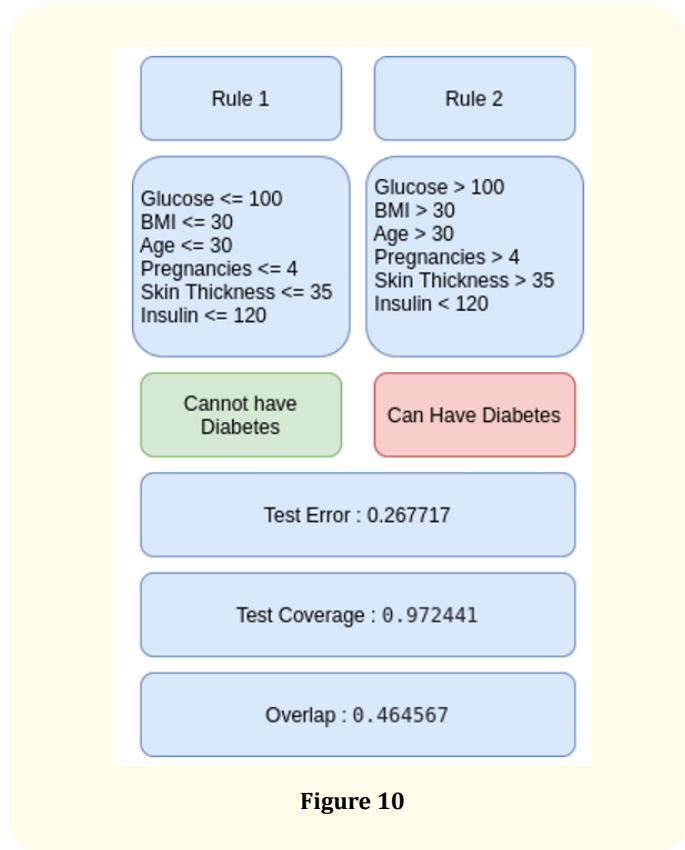 Rule 1
Rule 2
Glucose <= 100
BMI <= 30
Age <= 30
Pregnancies <= 4
Skin Thickness <= 35
Insulin <= 120
Glucose > 100
BMI > 30
Age > 30
Pregnancies > 4
Skin Thickness > 35
Insulin < 120
Cannot have
Diabetes
Can Have Diabetes
Test Error : 0.267717
Test Coverage : 0.972441
Overlap : 0.464567
Figure 10